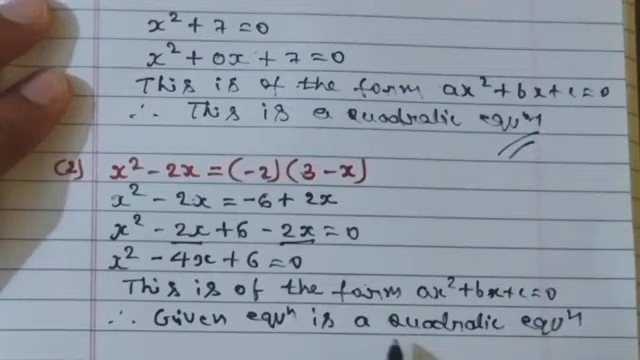 x² + 7 = 0
x² + 0x + 7 = 0
This is of the form ax² + bx + c = 0
∴ This is a quadratic equⁿ
(2) x² - 2x = (-2) (3 - x)
x² - 2x = -6 + 2x
x² - 2x + 6 - 2x = 0
x² - 4x + 6 = 0
This is of the form ax² + bx + c = 0
∴ Given equⁿ is a quadratic equⁿ